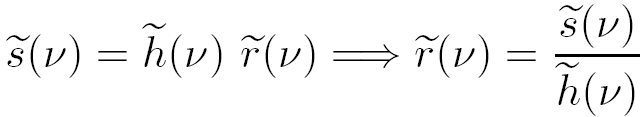 s̃(ν) = h̃(ν) r̃(ν) ⟹ r̃(ν) = s̃(ν) / h̃(ν)